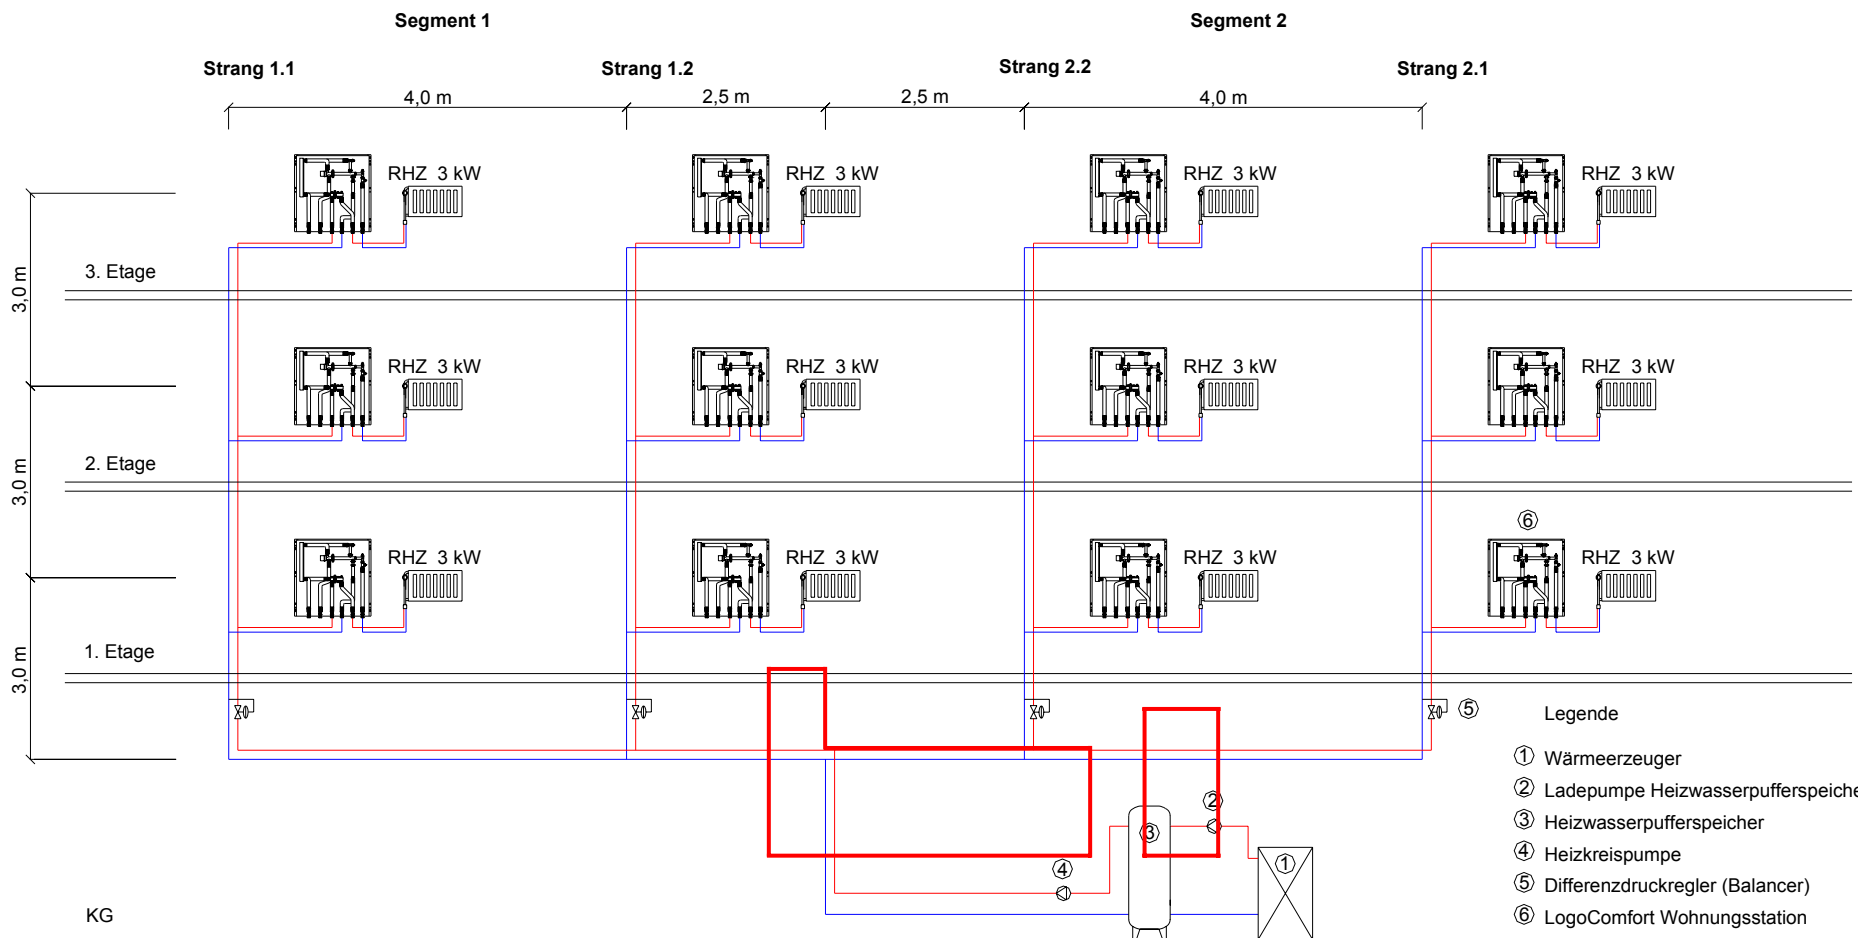 Segment 1
Segment 2
Strang 1.1
Strang 1.2
Strang 2.2
Strang 2.1
4,0 m
2,5 m
2,5 m
4,0 m
RHZ 3 kW
RHZ 3 kW
RHZ 3 kW
RHZ 3 kW
3. Etage
3,0 m
RHZ 3 kW
RHZ 3 kW
RHZ 3 kW
RHZ 3 kW
2. Etage
3,0 m
6
RHZ 3 kW
RHZ 3 kW
RHZ 3 kW
RHZ 3 kW
1. Etage
3,0 m
5
2
3
1
4
KG
Legende
1 Wärmeerzeuger
2 Ladepumpe Heizwasserpufferspeiche
3 Heizwasserpufferspeicher
4 Heizkreispumpe
5 Differenzdruckregler (Balancer)
6 LogoComfort Wohnungsstation